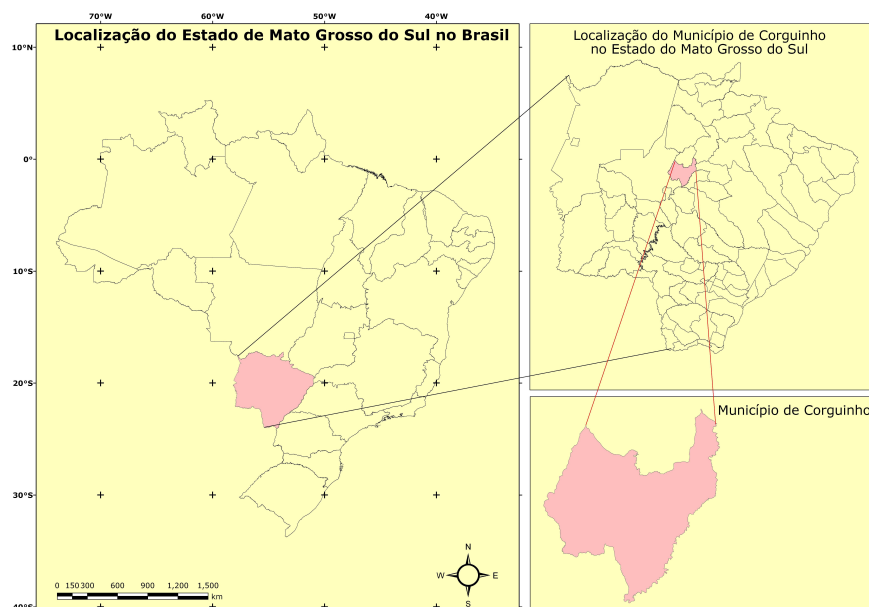 70°W 60°W 50°W 40°W
Localização do Estado de Mato Grosso do Sul no Brasil
10°N
0°
10°S
20°S
30°S
40°S
N
W E
S
0 150 300 600 900 1,200 1,500
km
Localização do Município de Corguinho
no Estado do Mato Grosso do Sul
Município de Corguinho